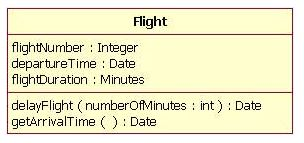 Flight
flightNumber : Integer
departureTime : Date
flightDuration : Minutes
delayFlight ( numberOfMinutes : int ) : Date
getArrivalTime ( ) : Date